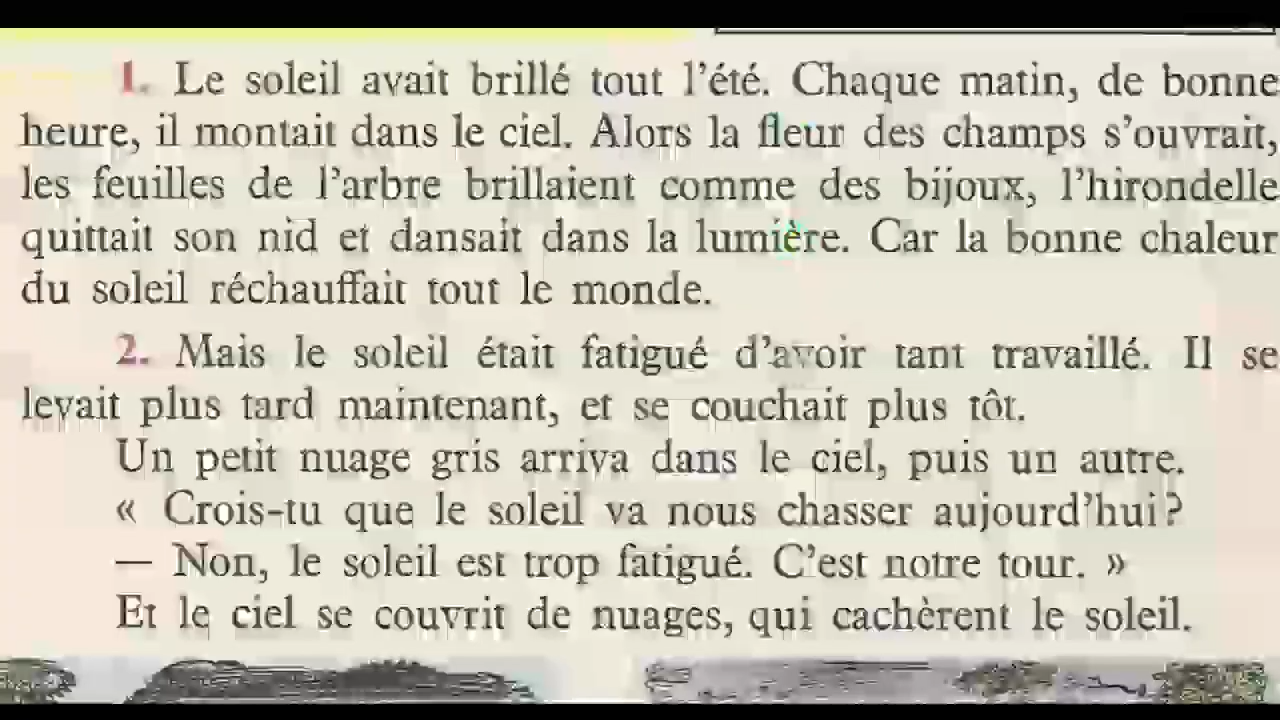 1. Le soleil avait brillé tout l'été. Chaque matin, de bonne
heure, il montait dans le ciel. Alors la fleur des champs s'ouvrait,
les feuilles de l'arbre brillaient comme des bijoux, l'hirondelle
quittait son nid et dansait dans la lumière. Car la bonne chaleur
du soleil réchauffait tout le monde.
2. Mais le soleil était fatigué d'avoir tant travaillé. Il se
levait plus tard maintenant, et se couchait plus tôt.
Un petit nuage gris arriva dans le ciel, puis un autre.
« Crois-tu que le soleil va nous chasser aujourd'hui ?
— Non, le soleil est trop fatigué. C'est notre tour. »
Et le ciel se couvrit de nuages, qui cachèrent le soleil.